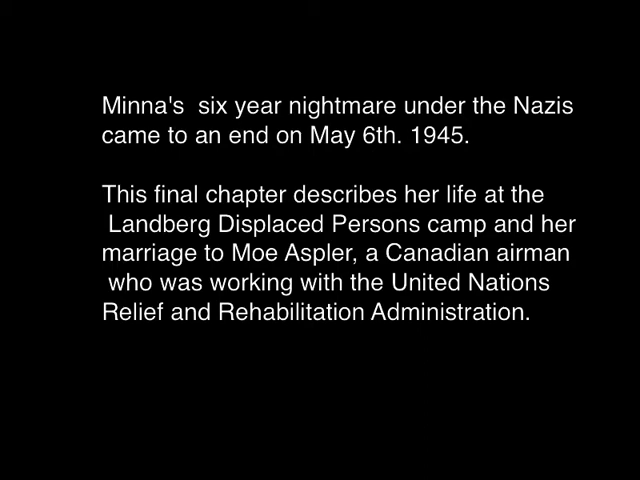 Minna's  six year nightmare under the Nazis
came to an end on May 6th. 1945.
This final chapter describes her life at the
Landberg Displaced Persons camp and her
marriage to Moe Aspler, a Canadian airman
who was working with the United Nations
Relief and Rehabilitation Administration.